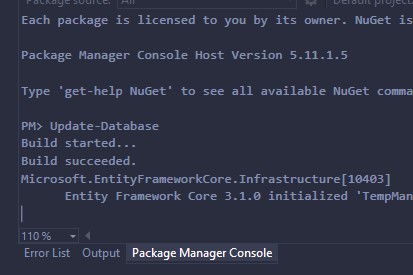 Package source: All Default project
Each package is licensed to you by its owner. NuGet is
Package Manager Console Host Version 5.11.1.5
Type 'get-help NuGet' to see all available NuGet comma
PM> Update-Database
Build started...
Build succeeded.
Microsoft.EntityFrameworkCore.Infrastructure[10403]
Entity Framework Core 3.1.0 initialized 'TempMan
110 %
Error List Output Package Manager Console